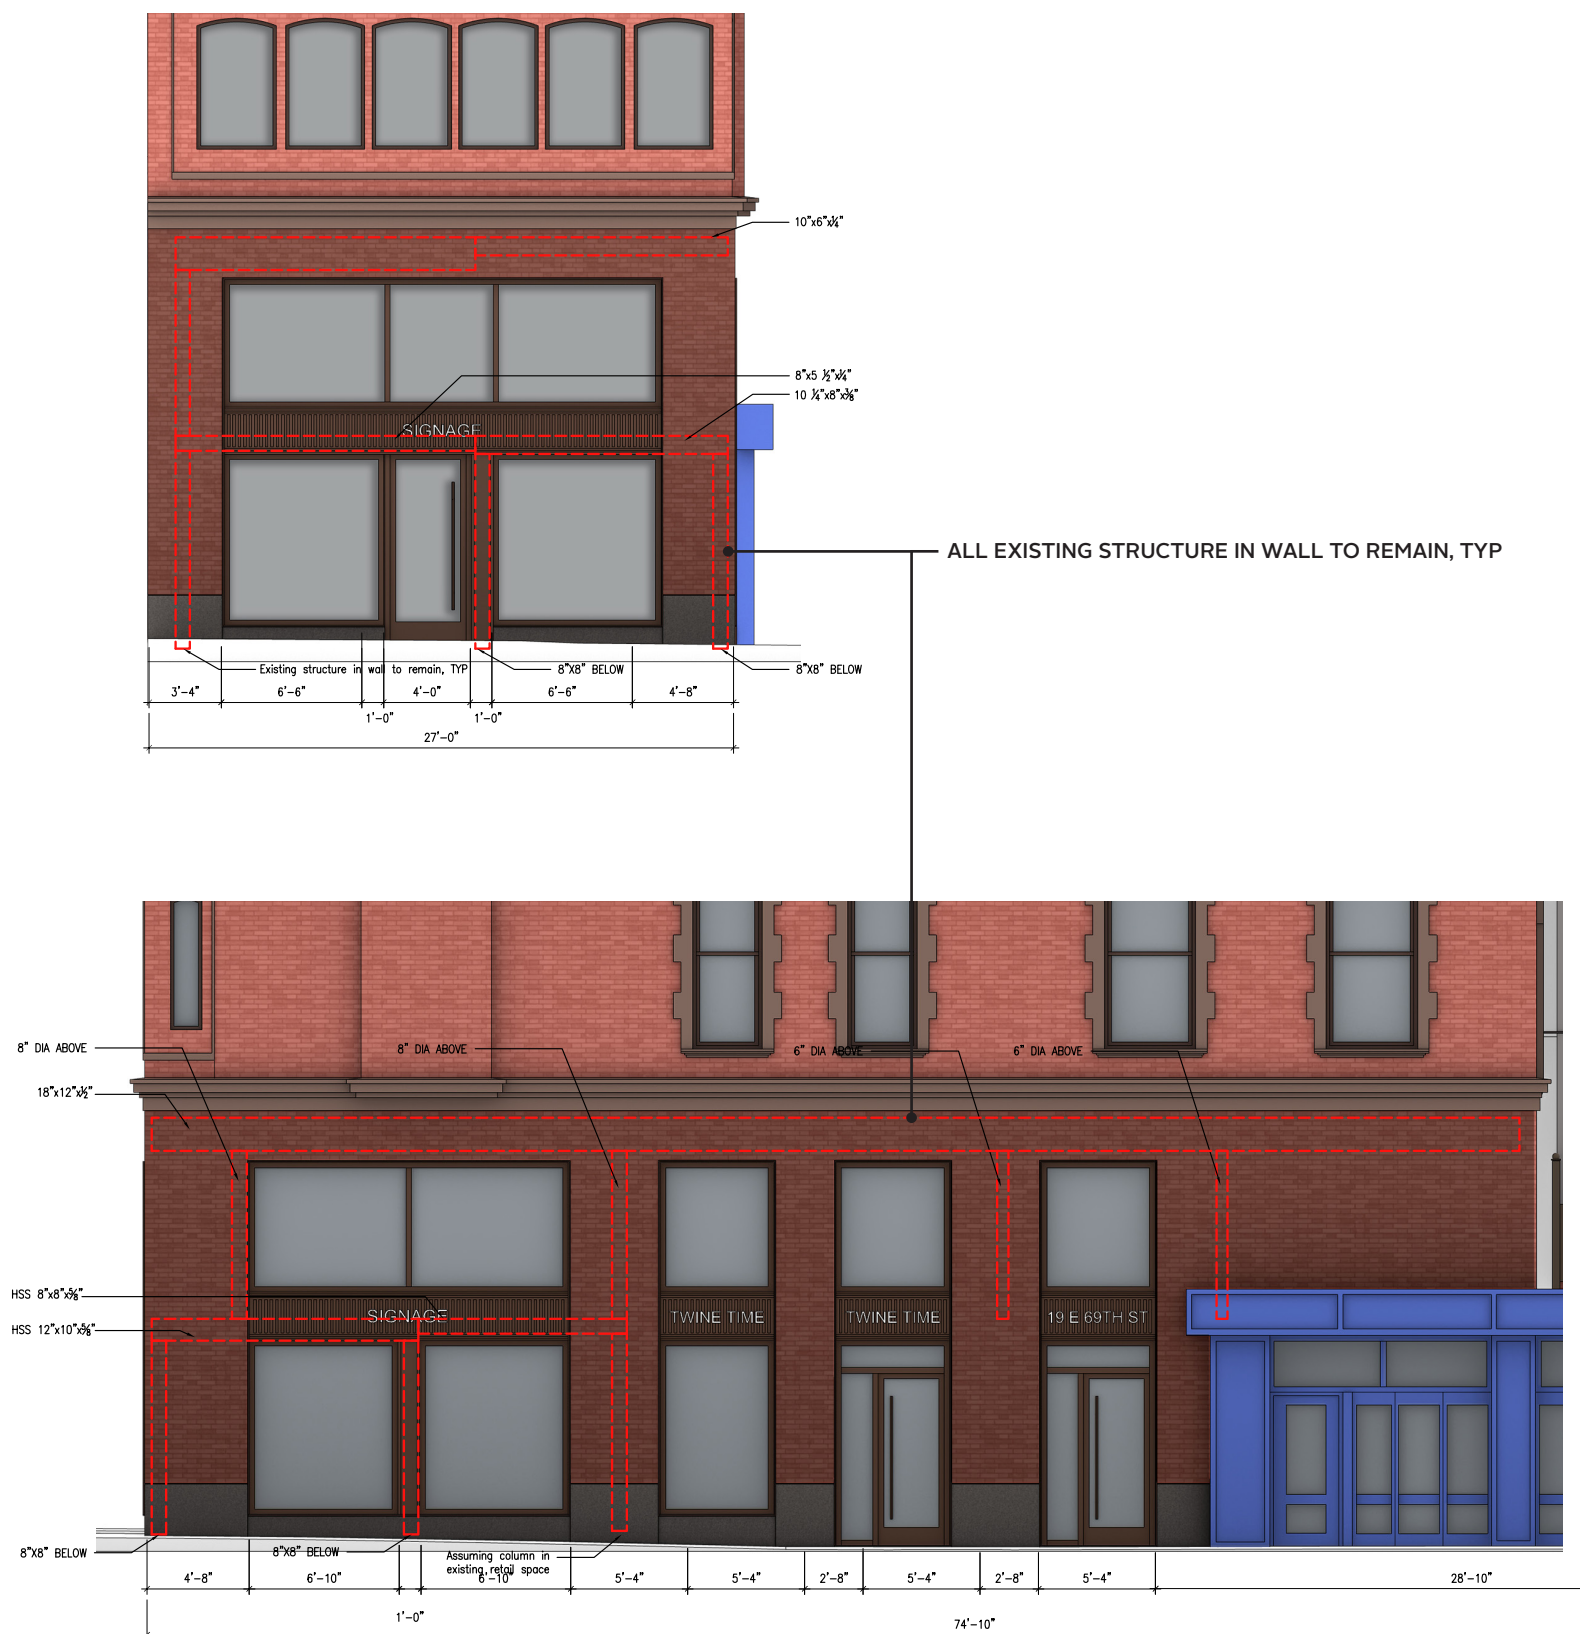 10"x6"x¼"
8"x5 ½"x¼"
10 ¼"x8"x⅜"
SIGNAGE
ALL EXISTING STRUCTURE IN WALL TO REMAIN, TYP
Existing structure in wall to remain, TYP
8"X8" BELOW
8"X8" BELOW
3'-4"
6'-6"
4'-0"
6'-6"
4'-8"
1'-0"
1'-0"
27'-0"
8" DIA ABOVE
8" DIA ABOVE
6" DIA ABOVE
6" DIA ABOVE
18"x12"x½"
HSS 8"x8"x⅝"
SIGNAGE
TWINE TIME
TWINE TIME
19 E 69TH ST
HSS 12"x10"x⅝"
8"X8" BELOW
8"X8" BELOW
Assuming column in
existing retail space
4'-8"
6'-10"
6'-10"
5'-4"
5'-4"
2'-8"
5'-4"
2'-8"
5'-4"
28'-10"
1'-0"
74'-10"